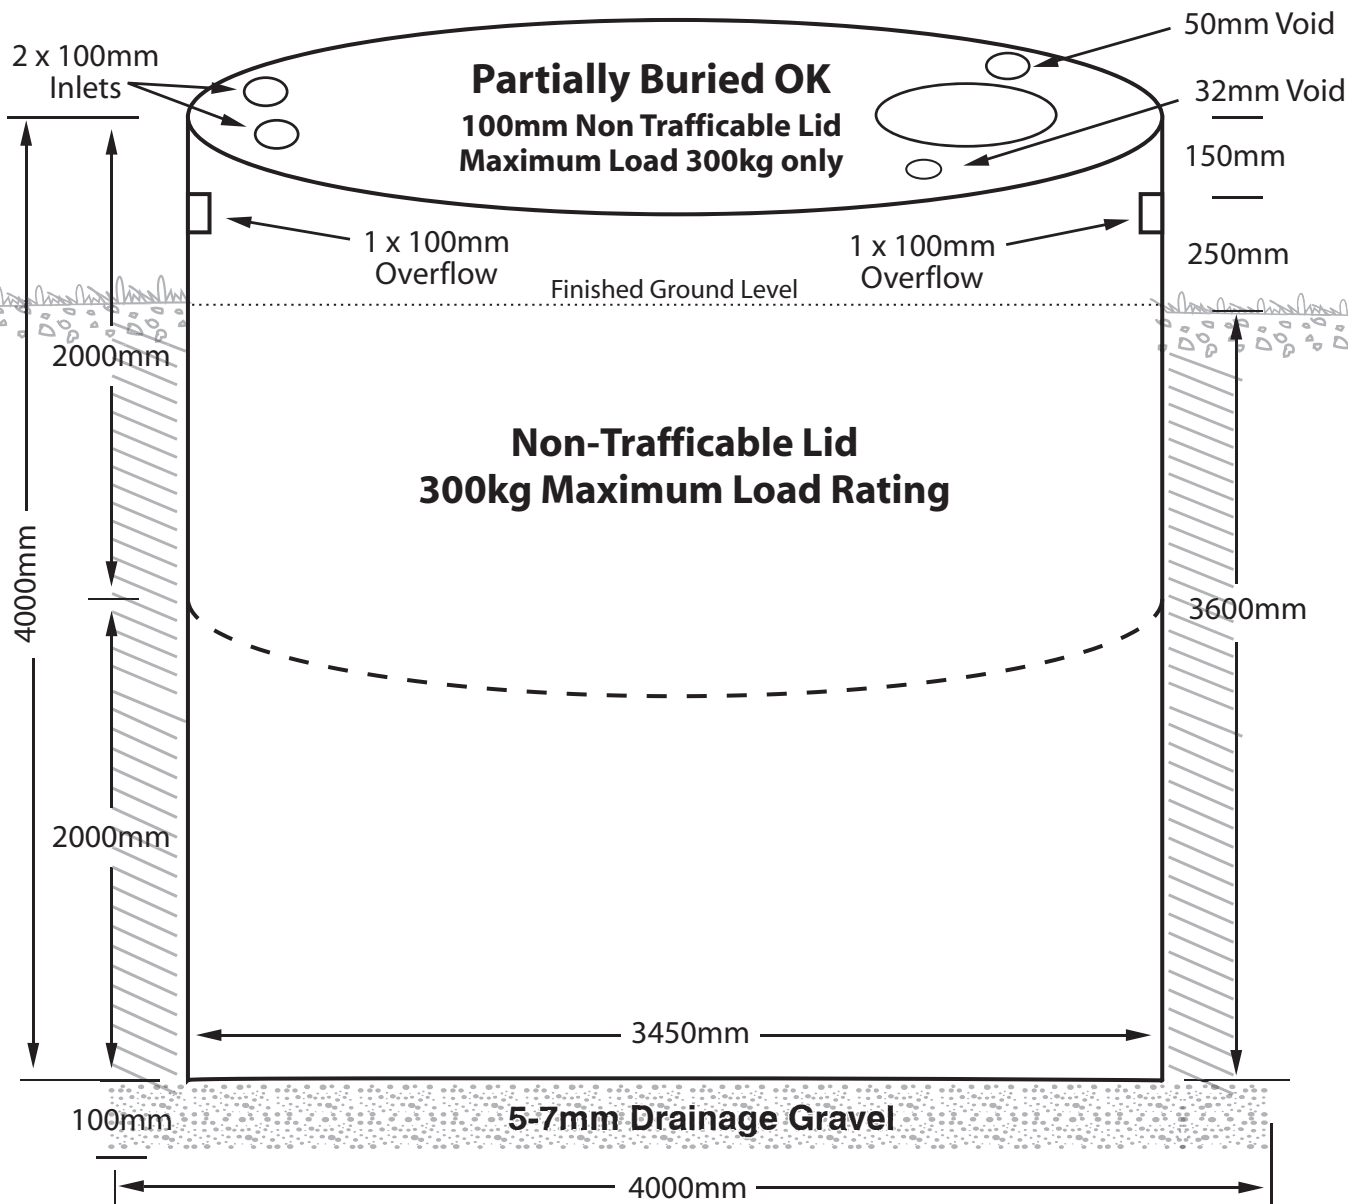 50mm Void
2 x 100mm
Inlets
Partially Buried OK
100mm Non Trafficable Lid
Maximum Load 300kg only
32mm Void
150mm
1 x 100mm
Overflow
1 x 100mm
Overflow
250mm
Finished Ground Level
2000mm
Non-Trafficable Lid
300kg Maximum Load Rating
4000mm
3600mm
2000mm
3450mm
100mm
5-7mm Drainage Gravel
4000mm